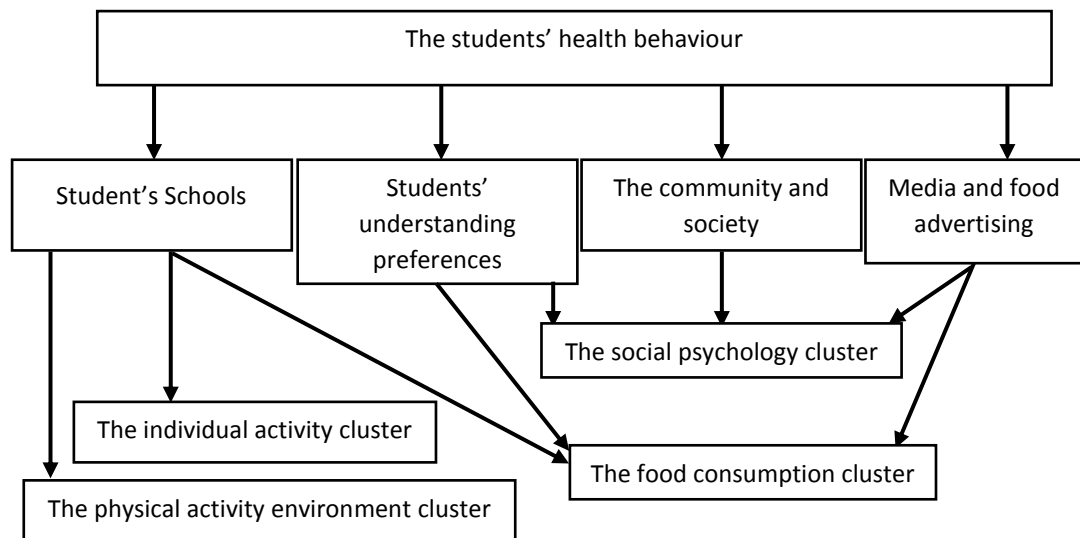 The students’ health behaviour
Student’s Schools
Students’
understanding
preferences
The community and
society
Media and food
advertising
The social psychology cluster
The individual activity cluster
The food consumption cluster
The physical activity environment cluster